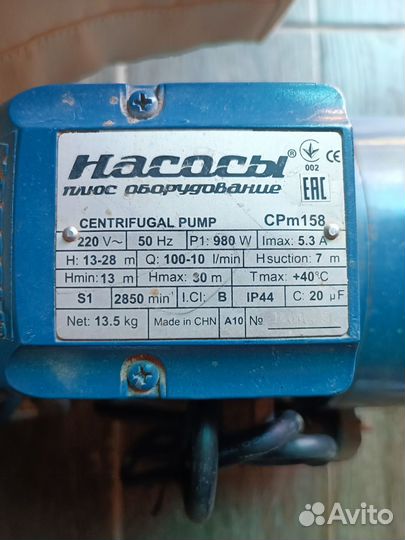 Насосы®
плюс оборудование
002
CE
EAC
CENTRIFUGAL PUMP CPm158
220 V~ 50 Hz P1: 980 W Imax: 5.3 A
H: 13-28 m Q: 100-10 l/min H suction: 7 m
Hmin: 13 m Hmax: 30 m Tmax: +40°C
S1 2850 min⁻¹ I.Cl: B IP44 C: 20 µF
Net: 13.5 kg Made in CHN A10 №
Avito